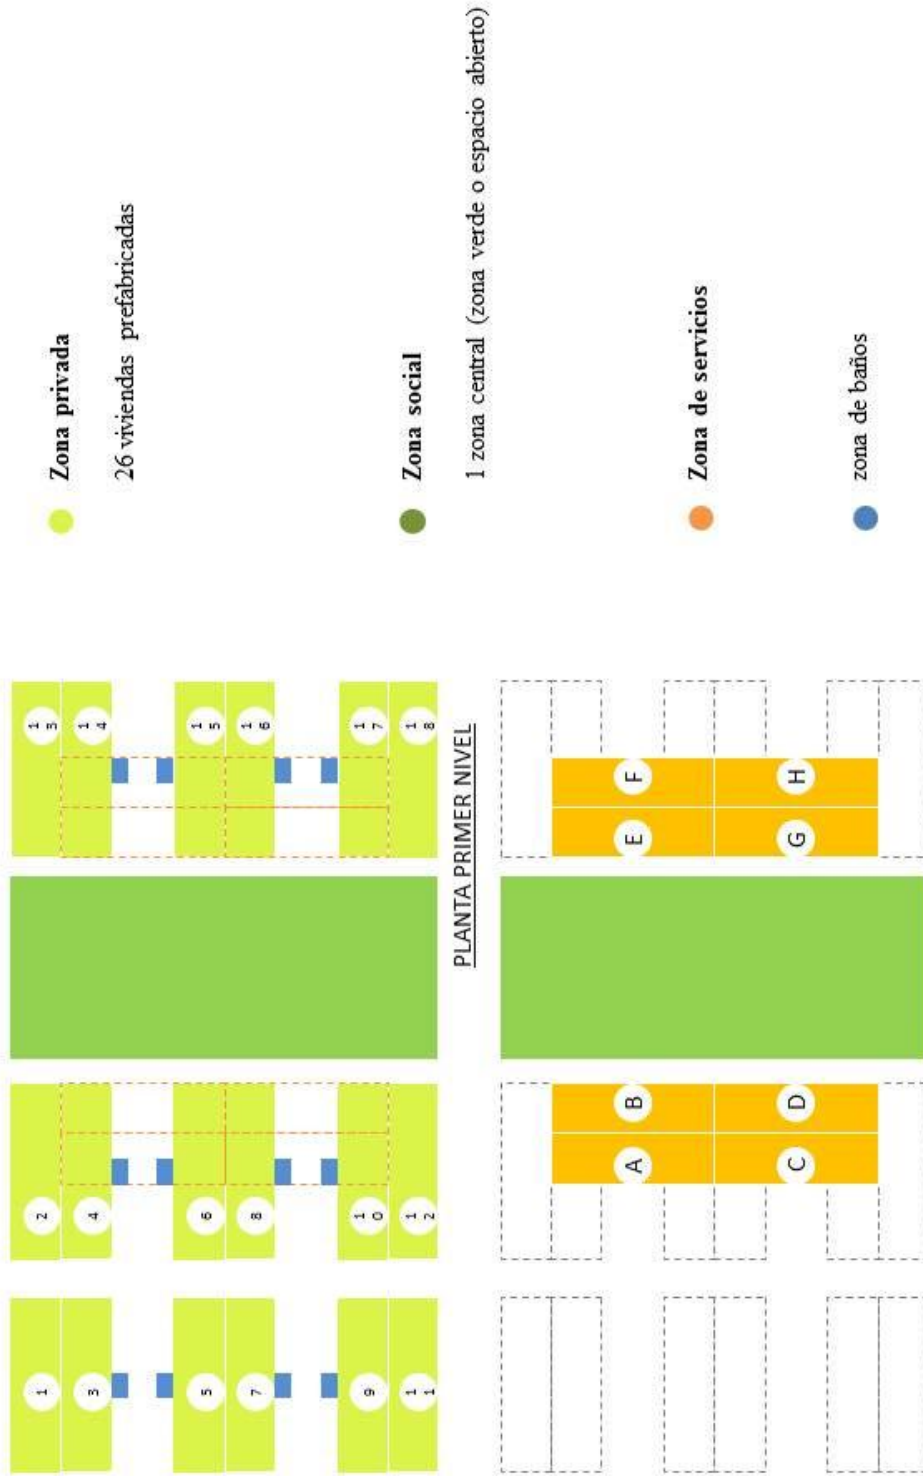 1 2 13
3 4 14
5 6 15
7 8 16
9 10 17
11 12 18
PLANTA PRIMER NIVEL
A B E F
C D G H
Zona privada
26 viviendas prefabricadas
Zona social
1 zona central (zona verde o espacio abierto)
Zona de servicios
zona de baños